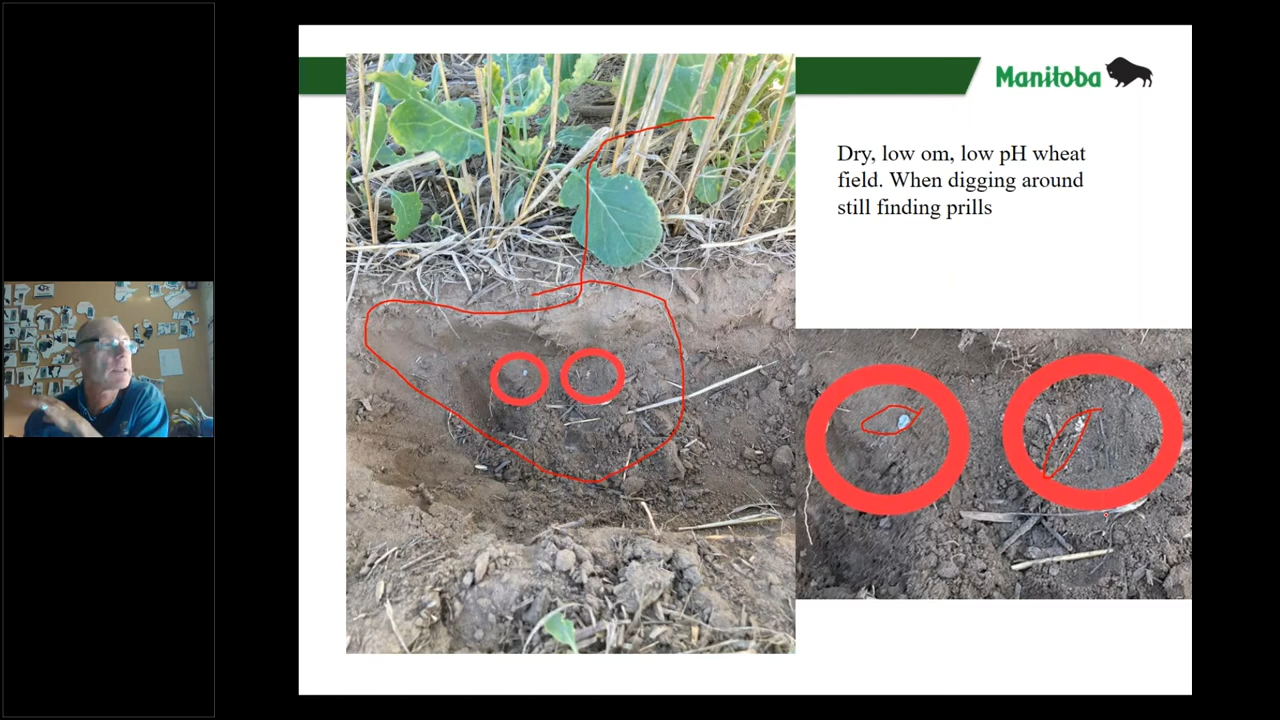 Manitoba
Dry, low om, low pH wheat
field. When digging around
still finding prills